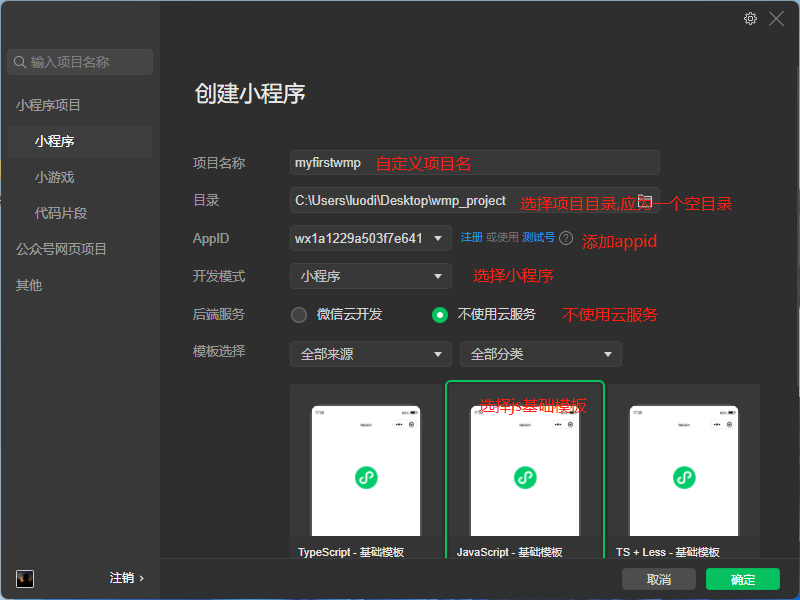 输入项目名称
小程序项目
小程序
小游戏
代码片段
公众号网页项目
其他
注销 ›
创建小程序
项目名称 myfirstwmp 自定义项目名
目录 C:\Users\luodi\Desktop\wmp_project 选择项目目录,应为一个空目录
AppID wx1a1229a503f7e641 注册 或使用 测试号 ? 添加appid
开发模式 小程序 选择小程序
后端服务 微信云开发 不使用云服务 不使用云服务
模板选择 全部来源 全部分类
选择js基础模板
TypeScript - 基础模板 JavaScript - 基础模板 TS + Less - 基础模板
取消 确定